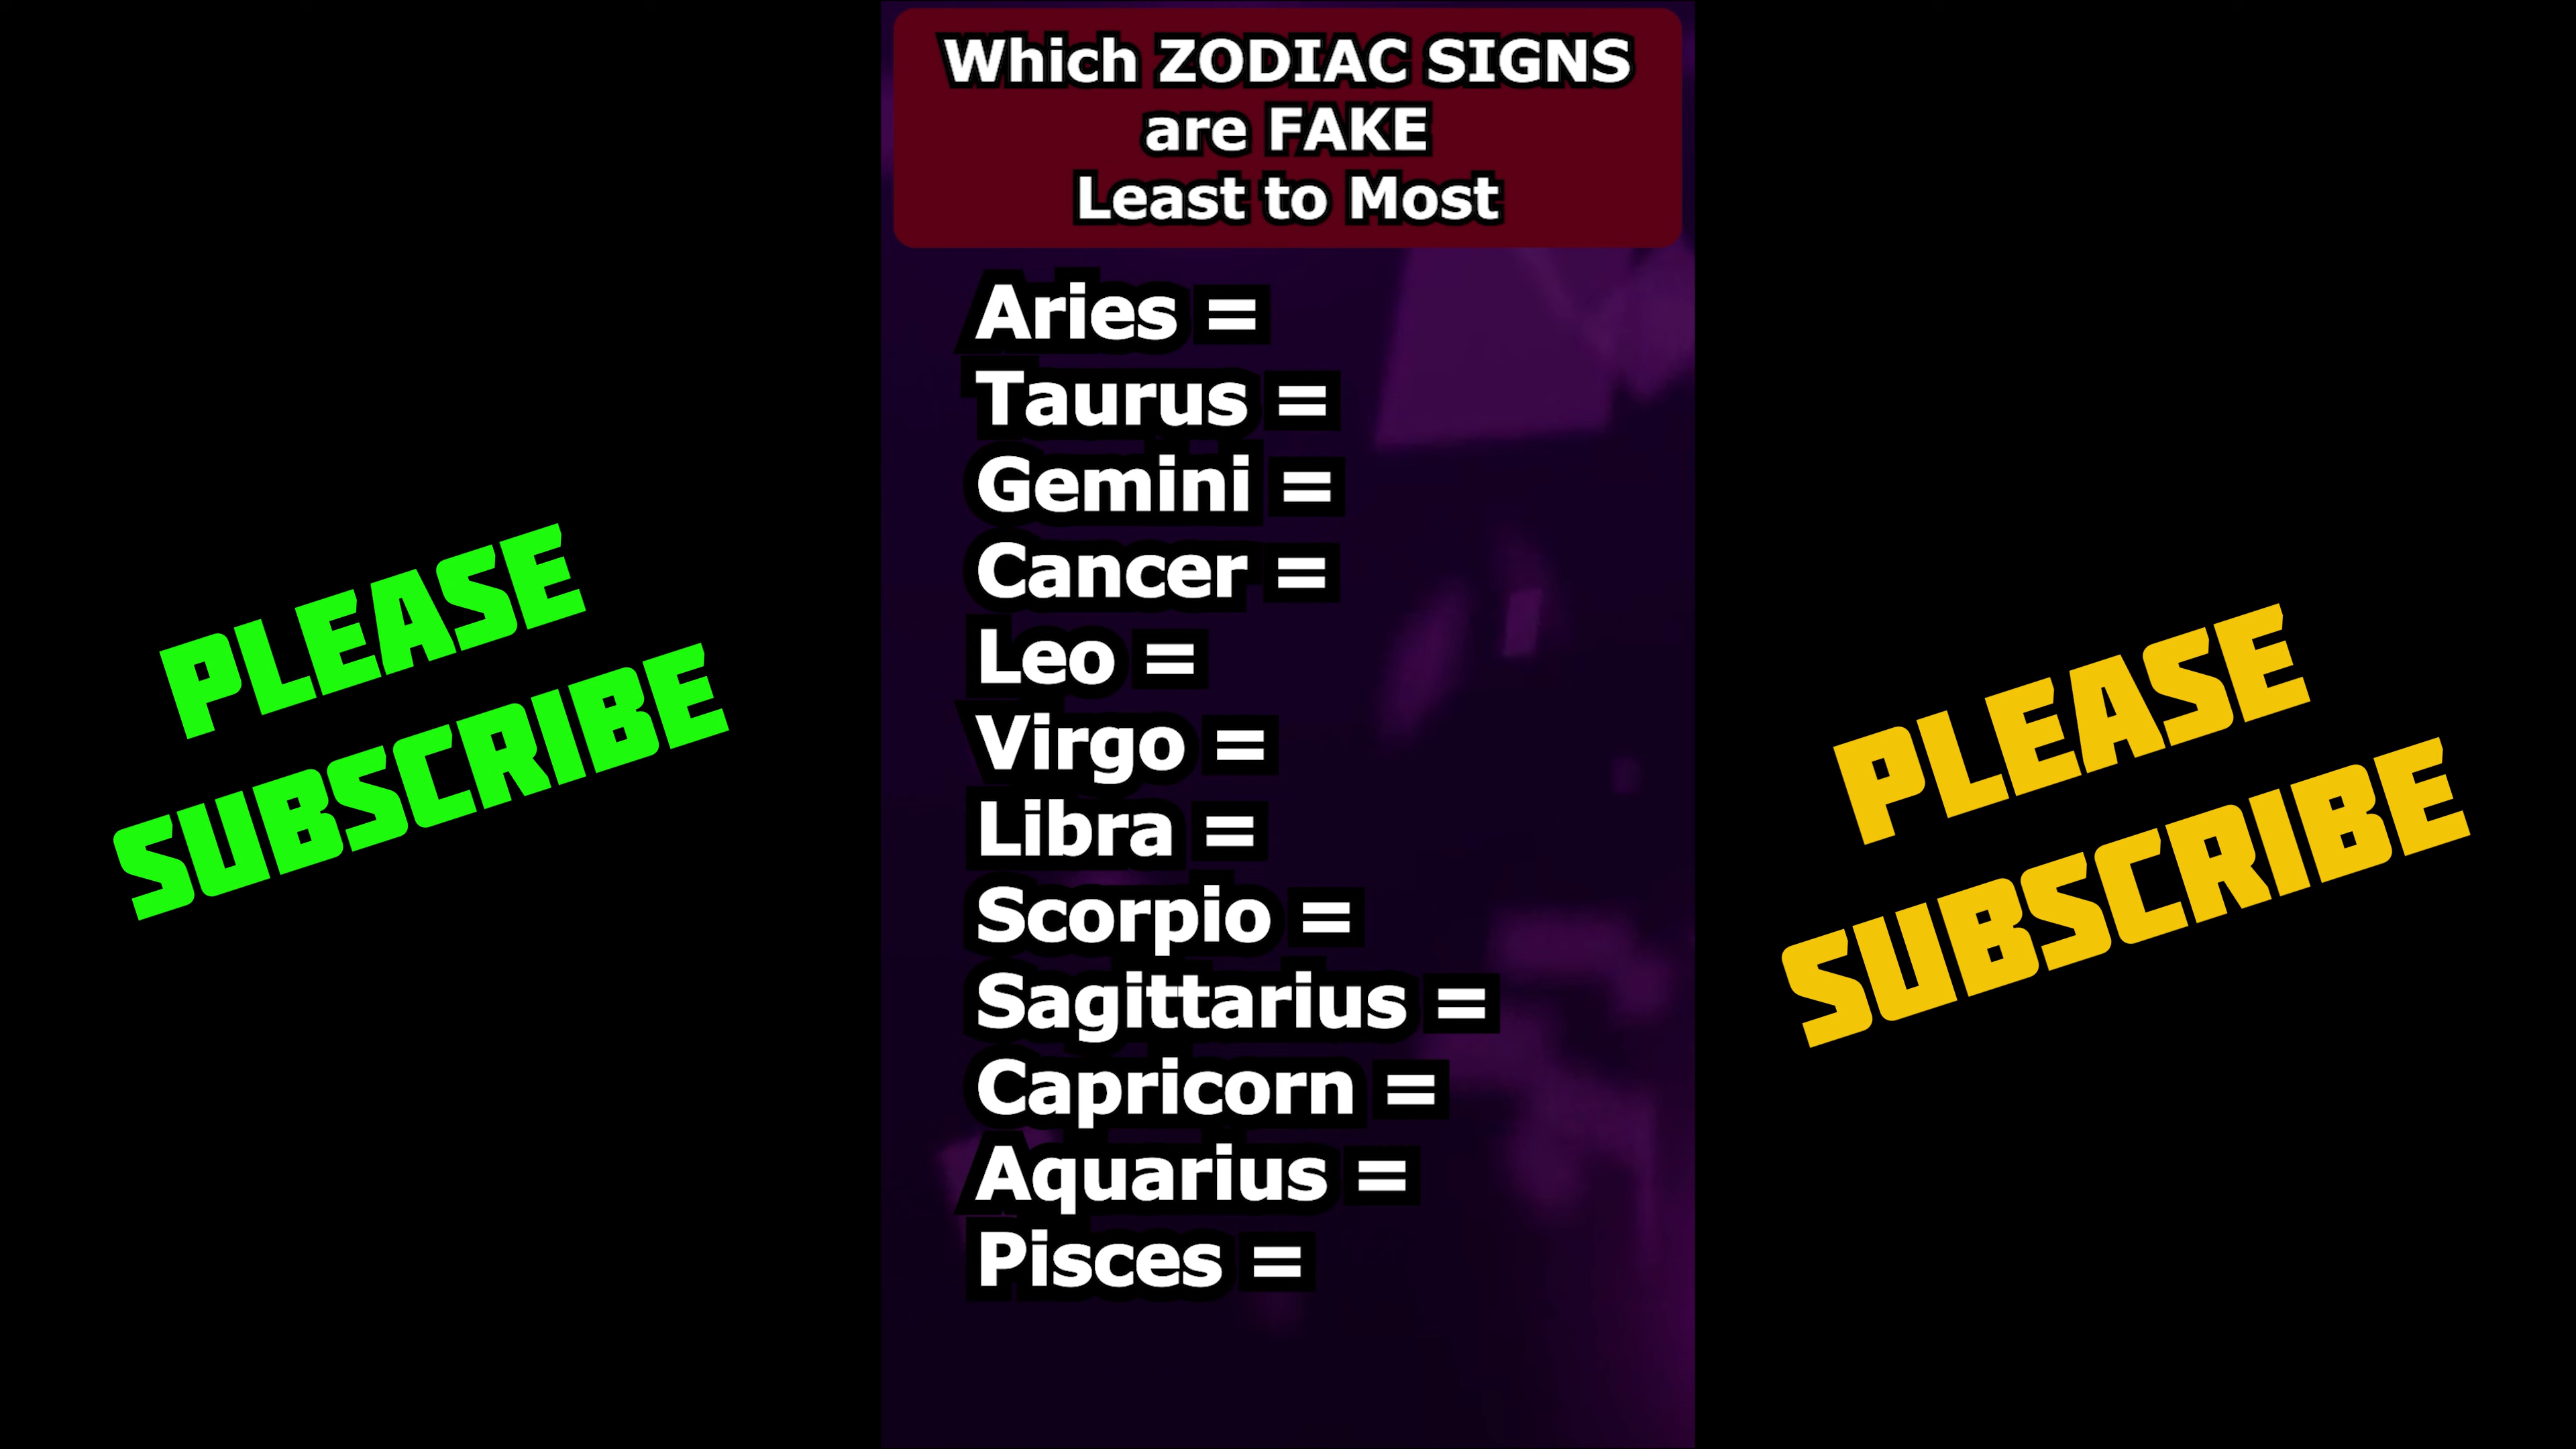 Which ZODIAC SIGNS
are FAKE
Least to Most
Aries =
Taurus =
Gemini =
Cancer =
Leo =
Virgo =
Libra =
Scorpio =
Sagittarius =
Capricorn =
Aquarius =
Pisces =
PLEASE
SUBSCRIBE
PLEASE
SUBSCRIBE